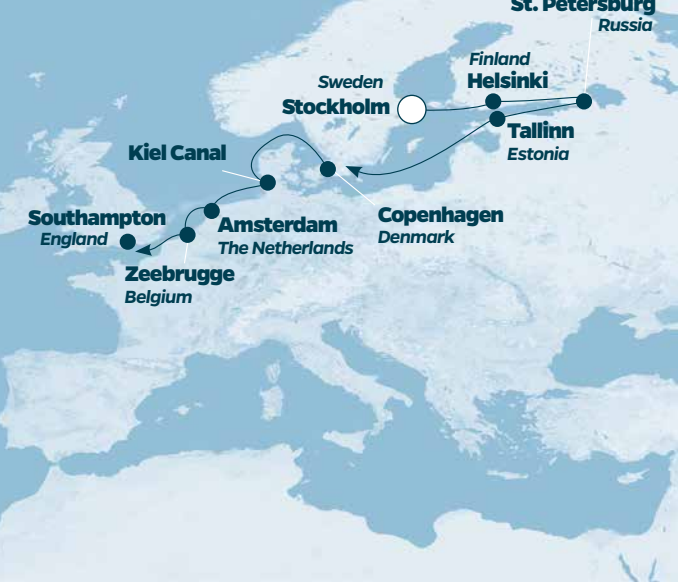 St. Petersburg
Russia
Finland
Helsinki
Sweden
Stockholm
Tallinn
Estonia
Kiel Canal
Copenhagen
Denmark
Southampton
England
Amsterdam
The Netherlands
Zeebrugge
Belgium